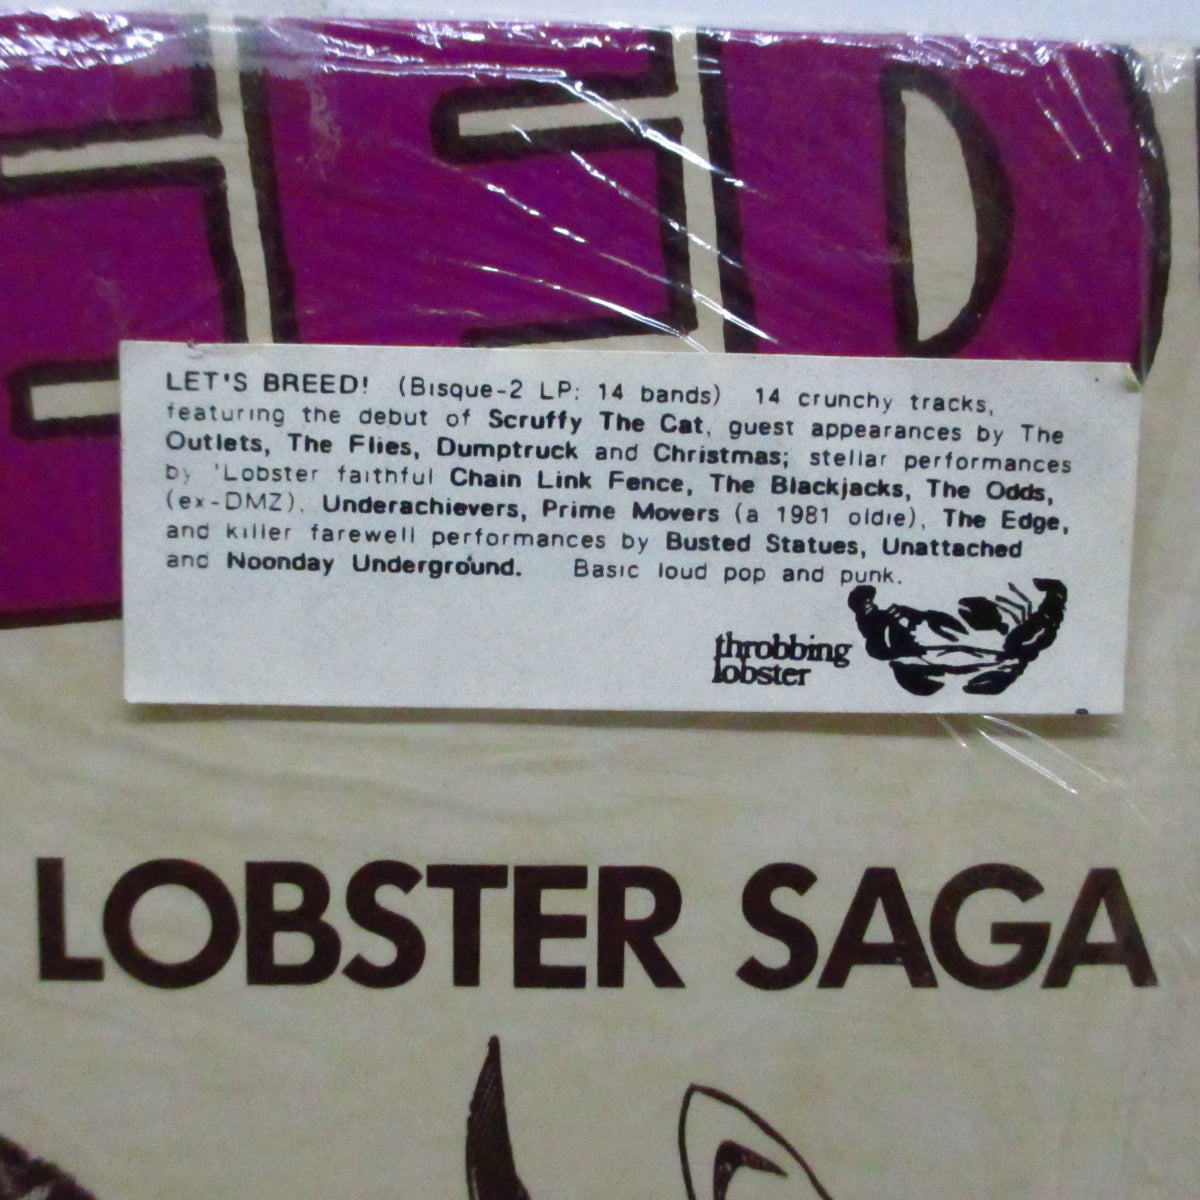 EED!
LET'S BREED! (Bisque-2 LP: 14 bands) 14 crunchy tracks,
featuring the debut of Scruffy The Cat, guest appearances by The
Outlets, The Flies, Dumptruck and Christmas; stellar performances
by 'Lobster faithful Chain Link Fence, The Blackjacks, The Odds,
(ex-DMZ), Underachievers, Prime Movers (a 1981 oldie), The Edge,
and killer farewell performances by Busted Statues, Unattached
and Noonday Underground. Basic loud pop and punk.
throbbing
lobster
LOBSTER SAGA